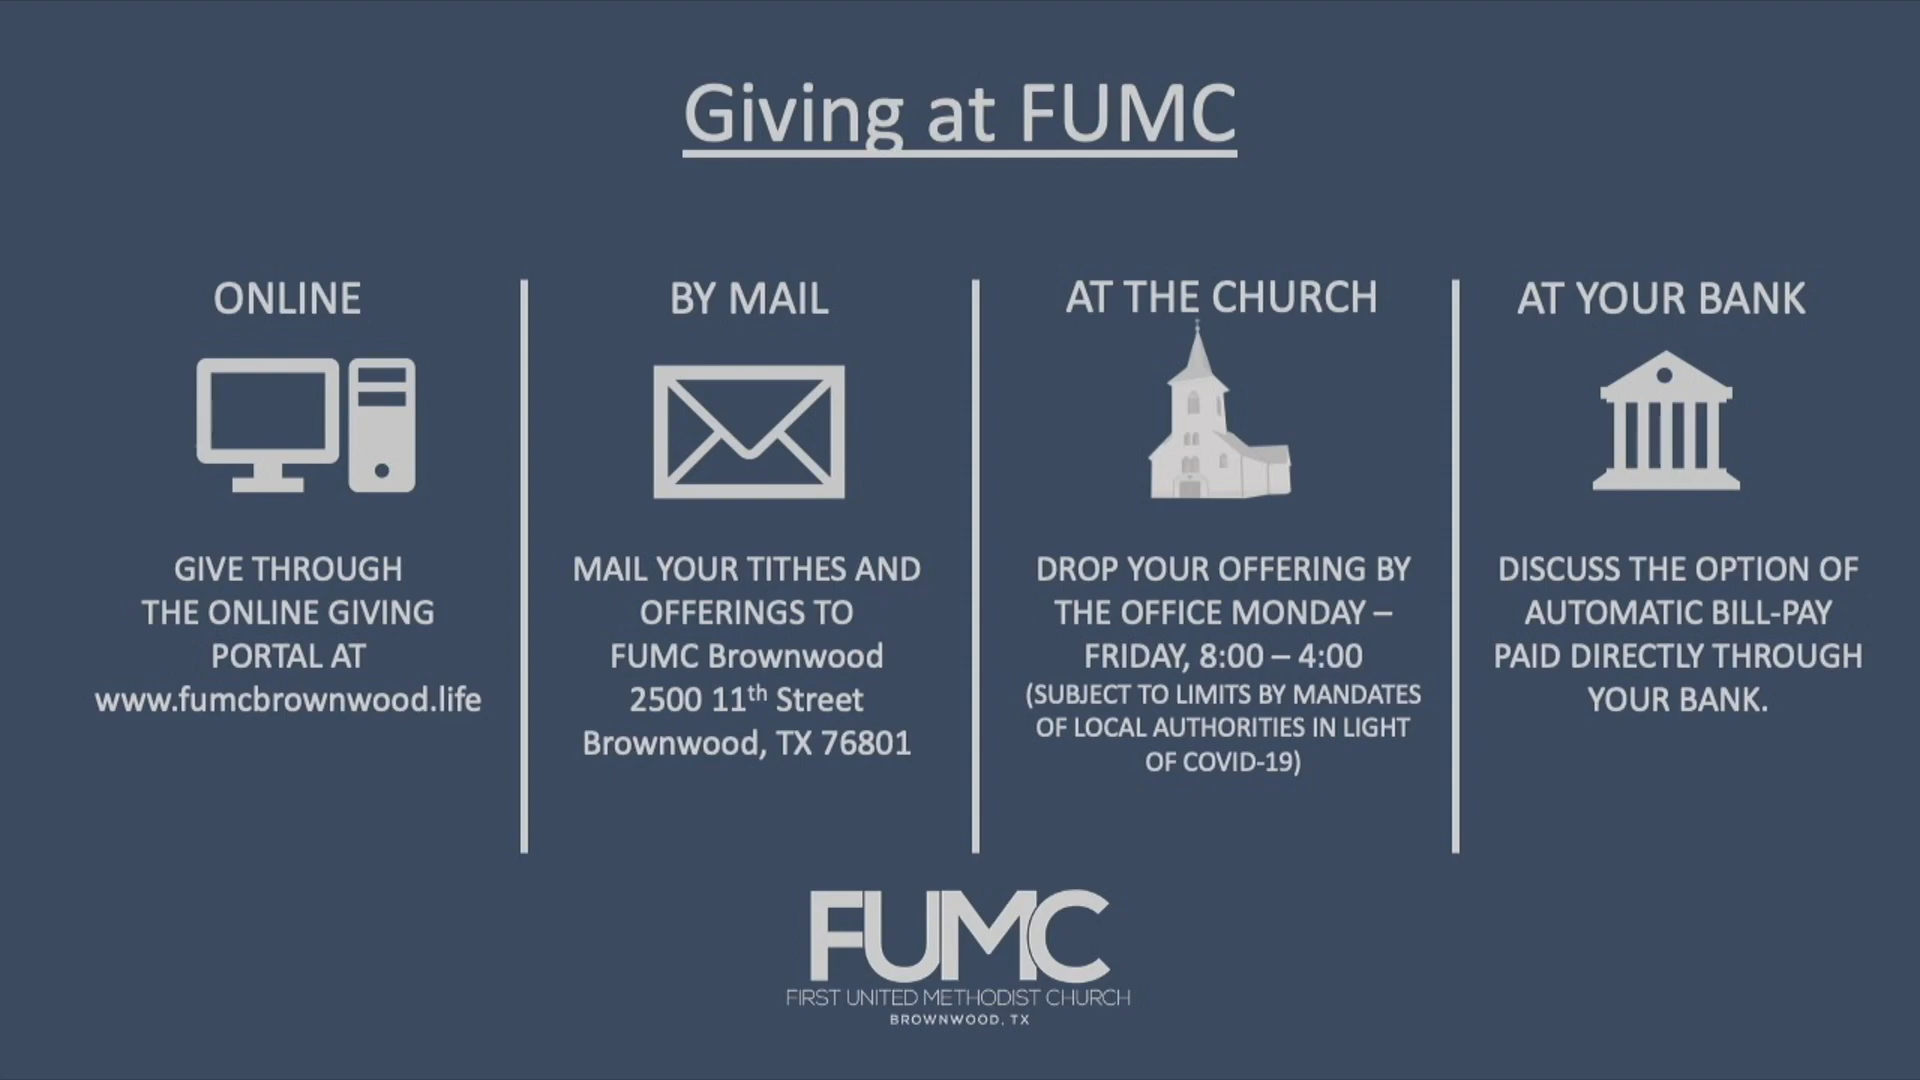 Giving at FUMC
ONLINE
GIVE THROUGH
THE ONLINE GIVING
PORTAL AT
www.fumcbrownwood.life
BY MAIL
MAIL YOUR TITHES AND
OFFERINGS TO
FUMC Brownwood
2500 11th Street
Brownwood, TX 76801
AT THE CHURCH
DROP YOUR OFFERING BY
THE OFFICE MONDAY –
FRIDAY, 8:00 – 4:00
(SUBJECT TO LIMITS BY MANDATES
OF LOCAL AUTHORITIES IN LIGHT
OF COVID-19)
AT YOUR BANK
DISCUSS THE OPTION OF
AUTOMATIC BILL-PAY
PAID DIRECTLY THROUGH
YOUR BANK.
FUMC
FIRST UNITED METHODIST CHURCH
BROWNWOOD, TX